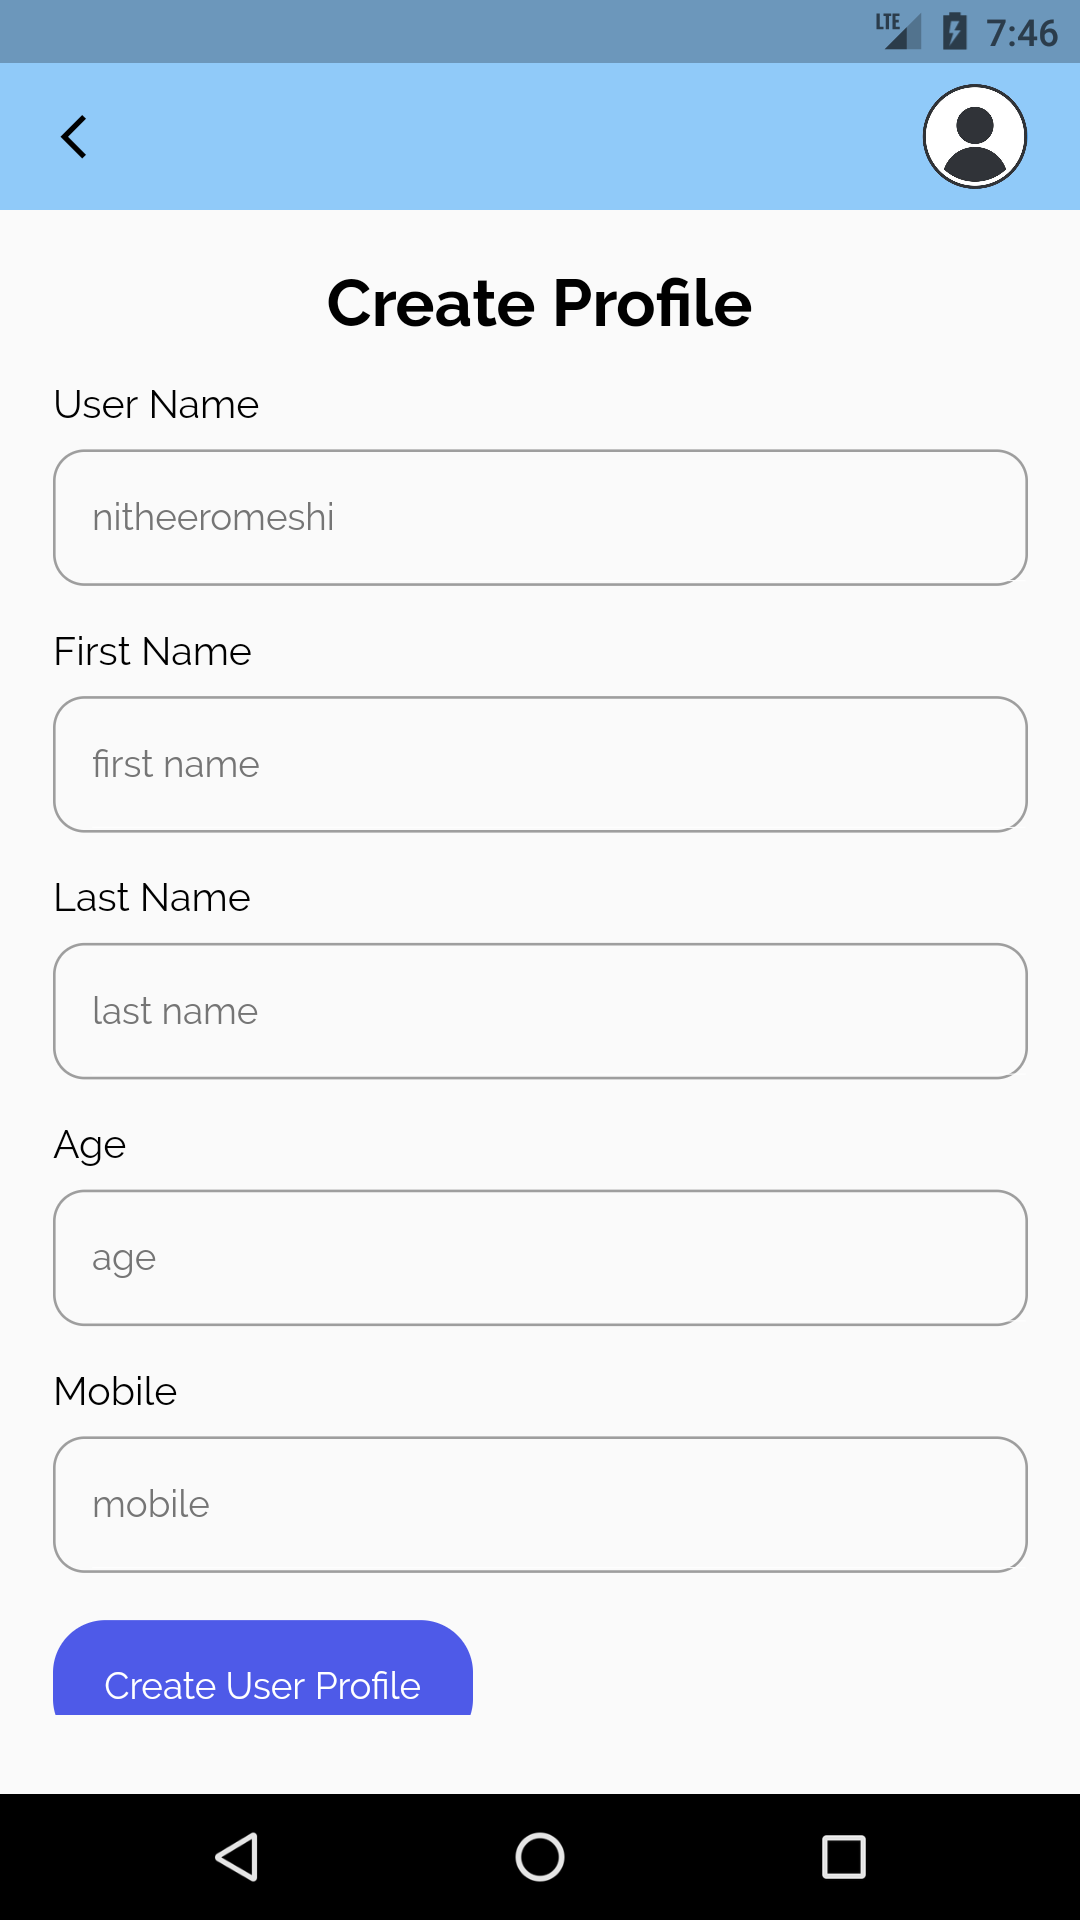 LTE 7:46
Create Profile
User Name
nitheeromeshi
First Name
first name
Last Name
last name
Age
age
Mobile
mobile
Create User Profile